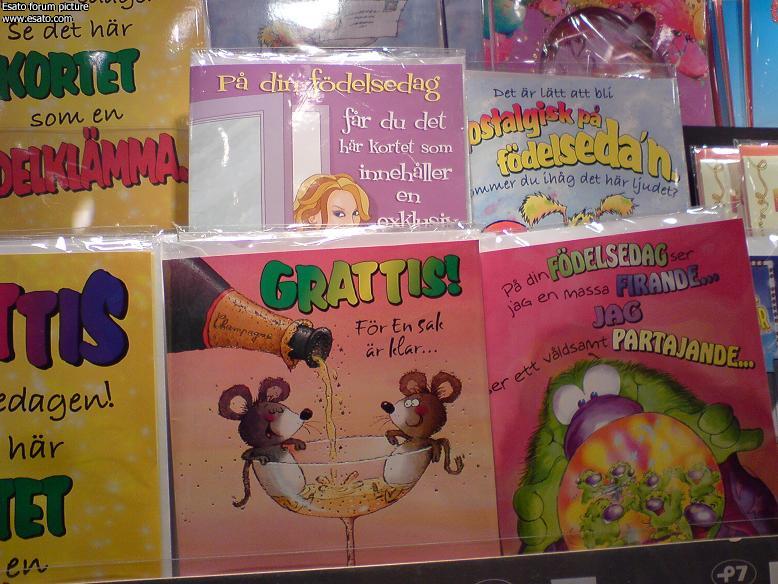 Esato forum picture
www.esato.com
Se det här
KORTET
som en
På din födelsedag
får du det
här kortet som
innehåller
en
exklusiv
Det är lätt att bli
ostalgisk på
födelseda'n.
ommer du ihåg det här ljudet?
TTIS
edagen!
här
TET
en
Champagne
GRATTIS!
För En sak
är klar...
På din FÖDELSEDAG ser
jag en massa FIRANDE...
JAG
er ett våldsamt PARTAJANDE...
P7